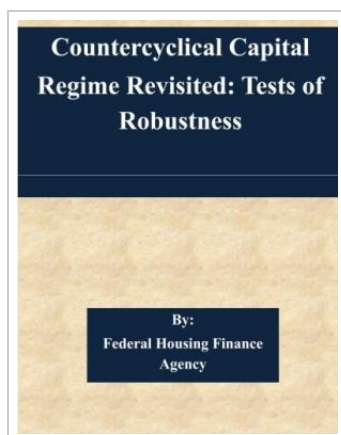 Countercyclical Capital
Regime Revisited: Tests of
Robustness
By:
Federal Housing Finance
Agency